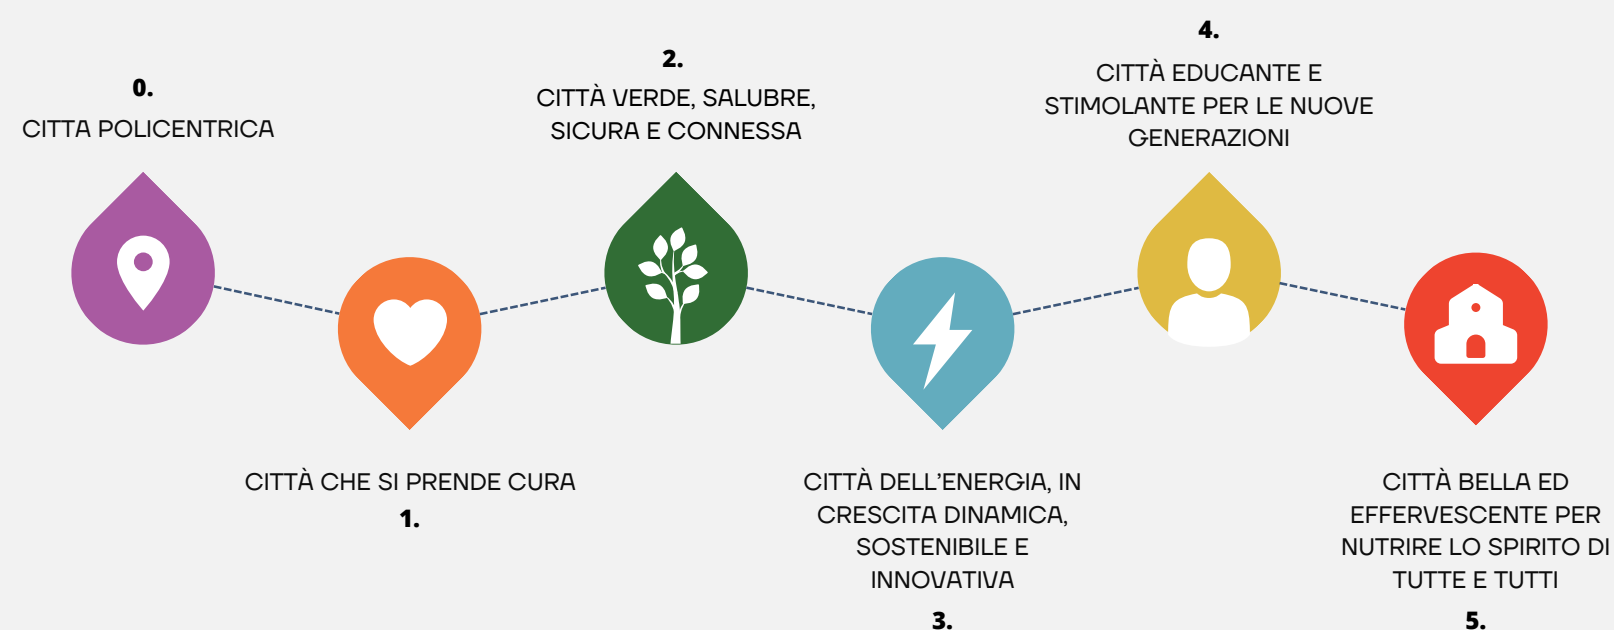 0.
CITTA POLICENTRICA
CITTÀ CHE SI PRENDE CURA
1.
2.
CITTÀ VERDE, SALUBRE,
SICURA E CONNESSA
CITTÀ DELL'ENERGIA, IN
CRESCITA DINAMICA,
SOSTENIBILE E
INNOVATIVA
3.
4.
CITTÀ EDUCANTE E
STIMOLANTE PER LE NUOVE
GENERAZIONI
CITTÀ BELLA ED
EFFERVESCENTE PER
NUTRIRE LO SPIRITO DI
TUTTE E TUTTI
5.